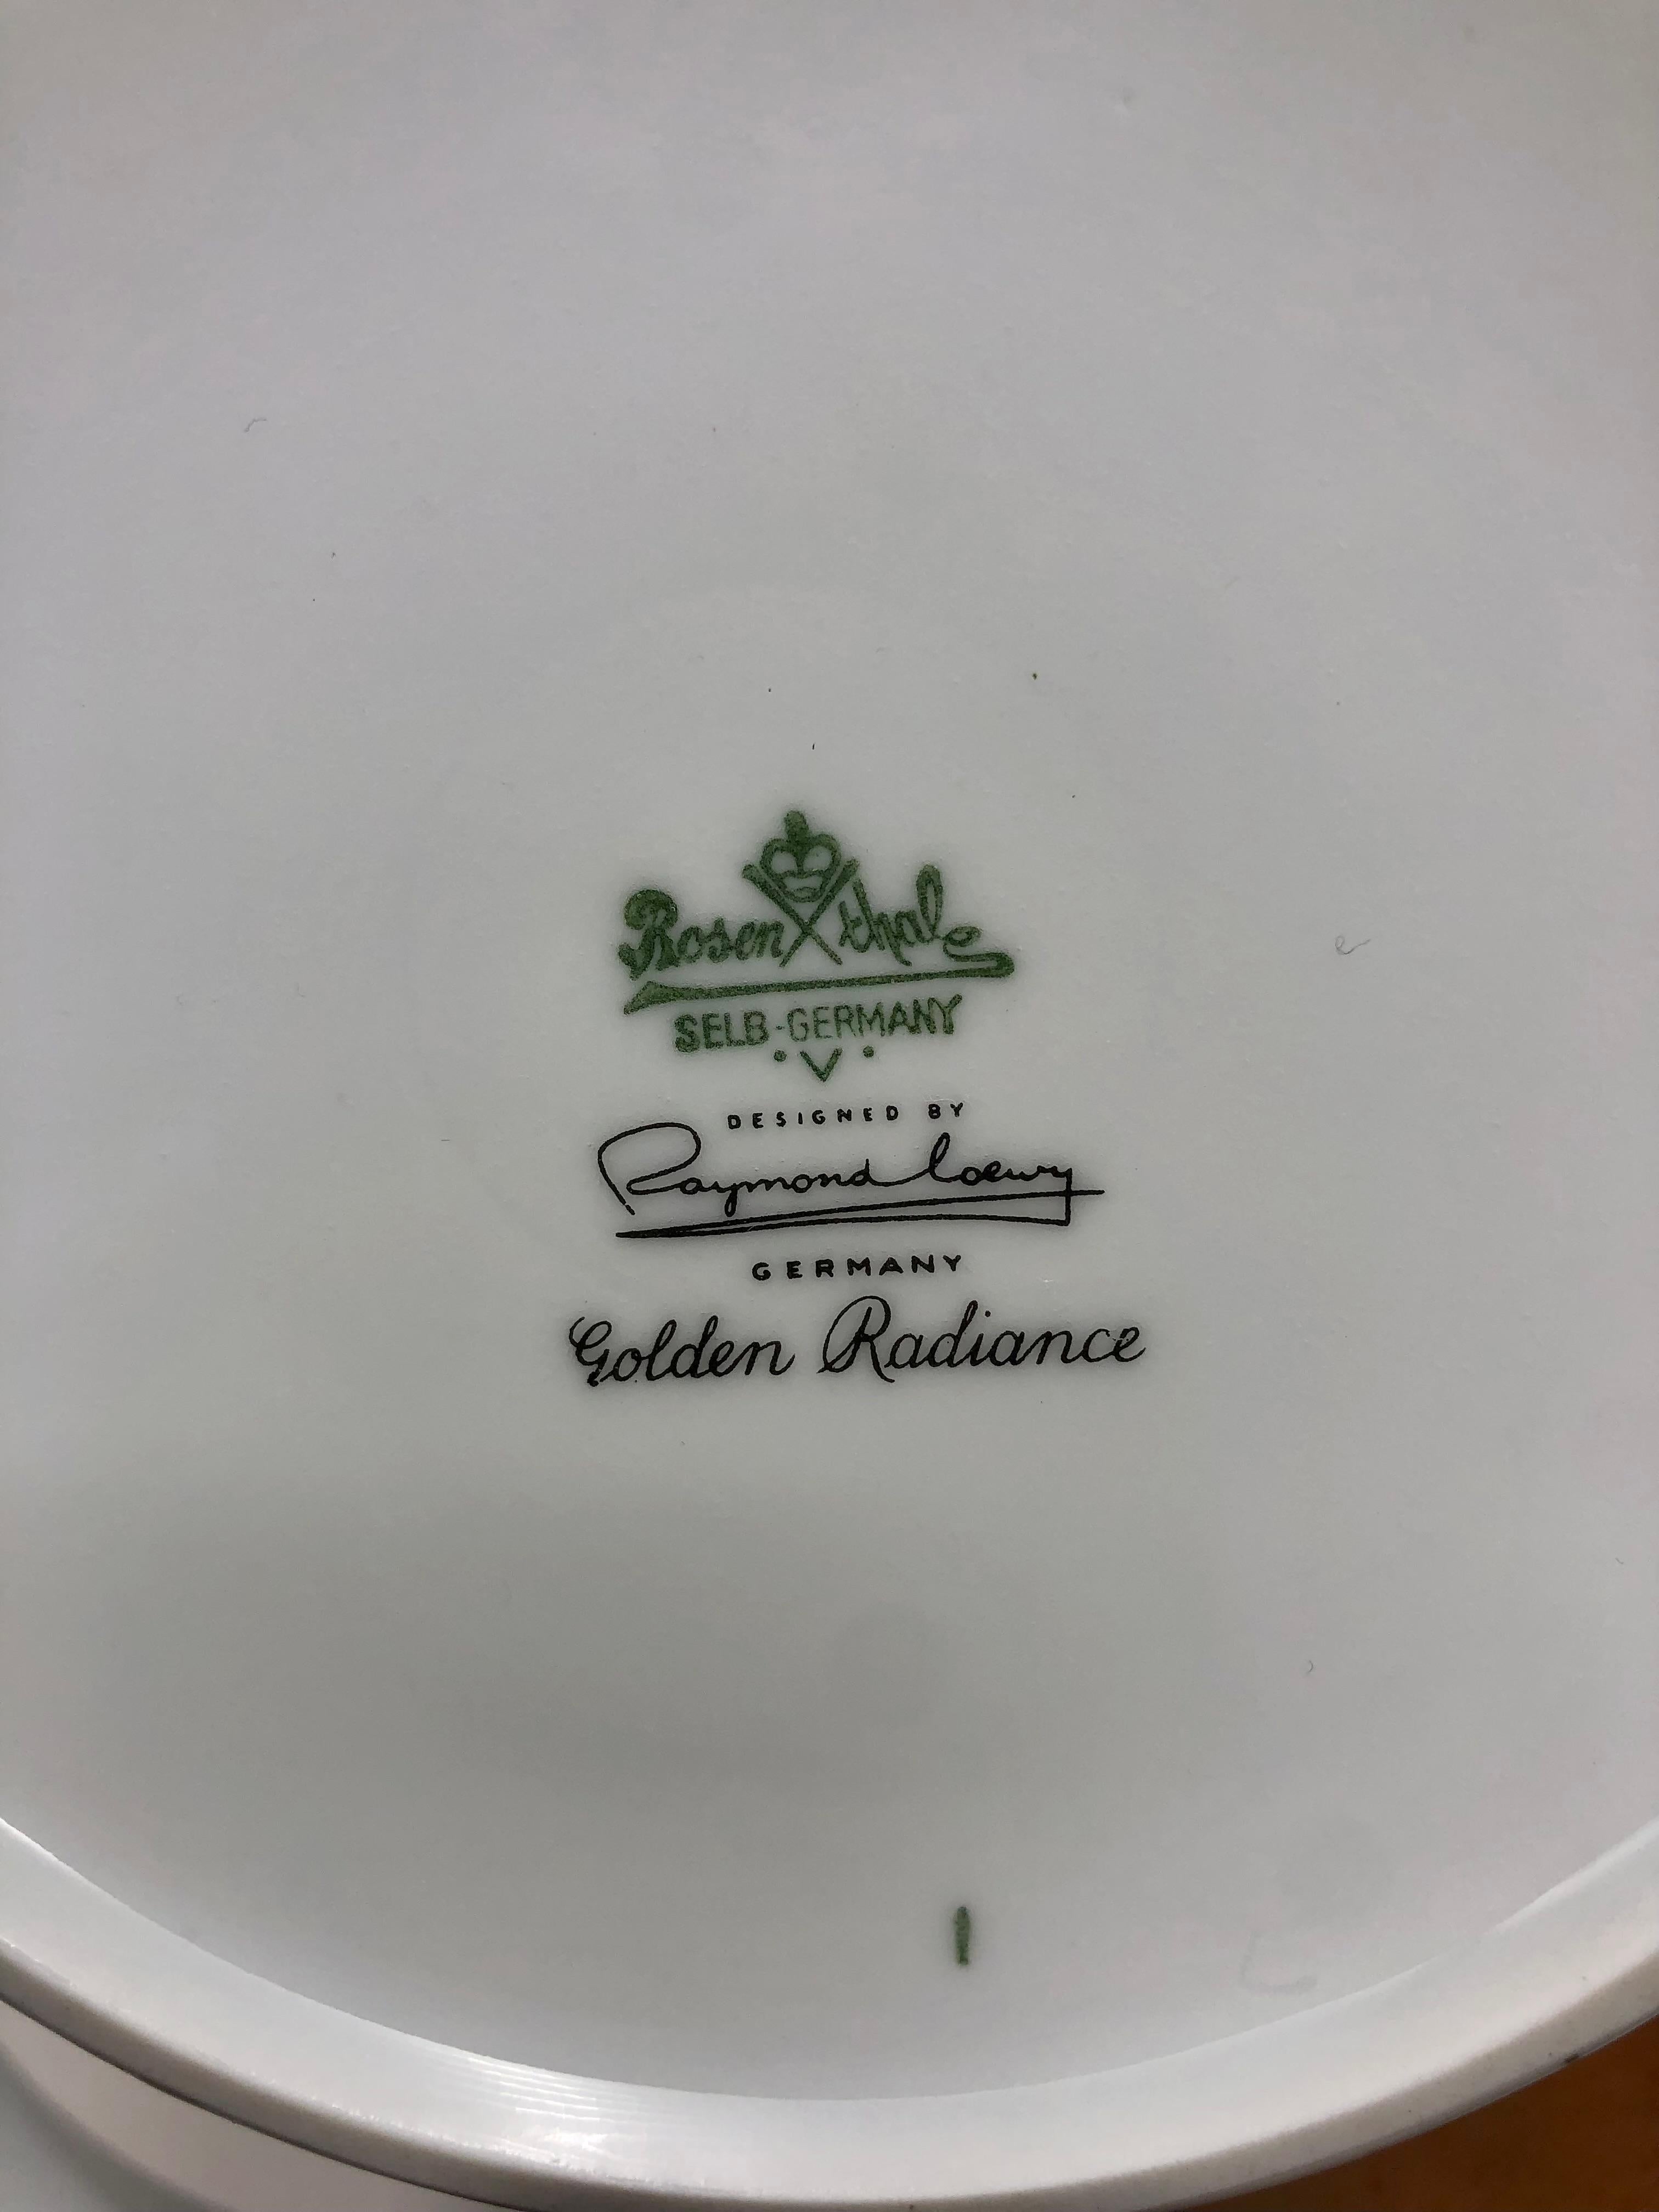 Rosenthal
SELB-GERMANY
V
DESIGNED BY
Raymond Loewy
GERMANY
Golden Radiance